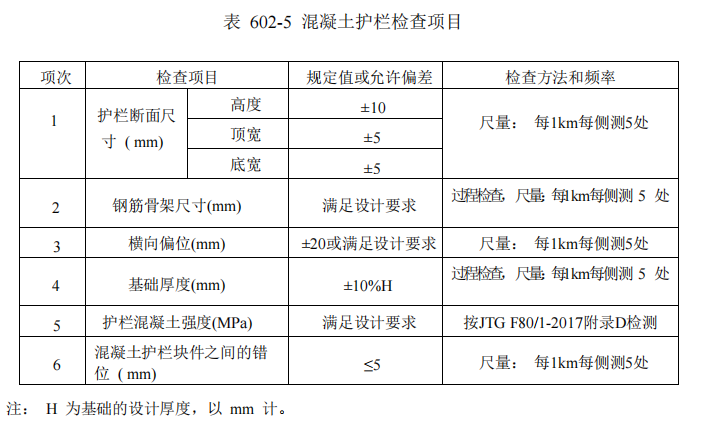 表 602-5 混凝土护栏检查项目
项次 检查项目 规定值或允许偏差 检查方法和频率
1 护栏断面尺寸 ( mm) 高度 ±10 尺量： 每1km每侧测5处
顶宽 ±5
底宽 ±5
2 钢筋骨架尺寸(mm) 满足设计要求 过程检查，尺量：每1km每侧测 5 处
3 横向偏位(mm) ±20或满足设计要求 尺量： 每1km每侧测5处
4 基础厚度(mm) ±10%H 过程检查，尺量：每1km每侧测 5 处
5 护栏混凝土强度(MPa) 满足设计要求 按JTG F80/1-2017附录D检测
6 混凝土护栏块件之间的错位 ( mm) ≤5 尺量： 每1km每侧测5处
注： H 为基础的设计厚度，以 mm 计。